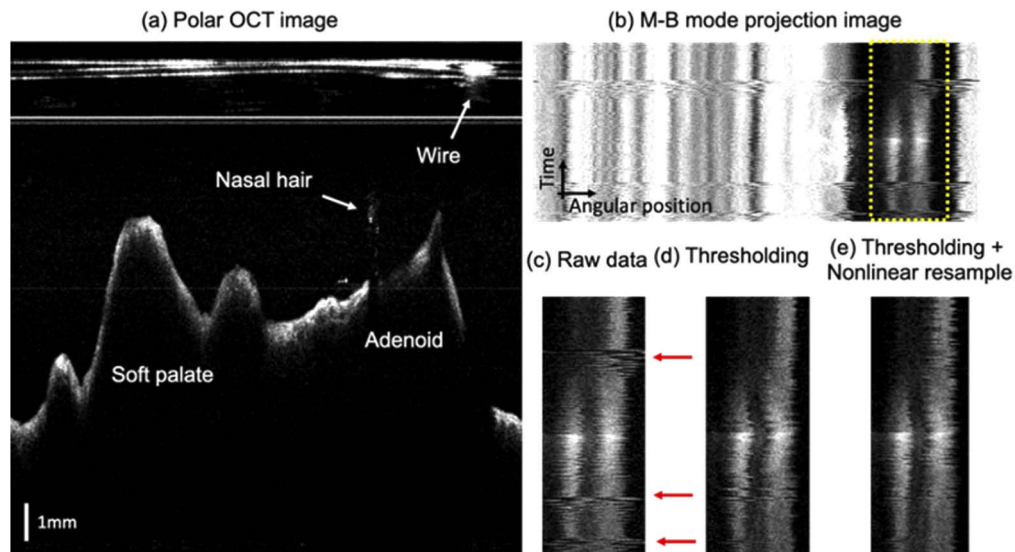 (a) Polar OCT image
Wire
Nasal hair
Adenoid
Soft palate
1mm
(b) M-B mode projection image
Time
Angular position
(c) Raw data
(d) Thresholding
(e) Thresholding +
Nonlinear resample